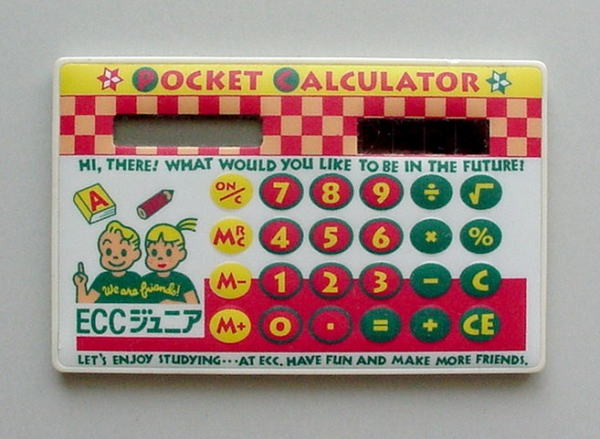 POCKET CALCULATOR
HI, THERE! WHAT WOULD YOU LIKE TO BE IN THE FUTURE?
A
ON/C 7 8 9 ÷ √
MRC 4 5 6 × %
M- 1 2 3 - C
We are friends!
ECCジュニア
M+ 0 . = + CE
LET'S ENJOY STUDYING···AT ECC. HAVE FUN AND MAKE MORE FRIENDS.